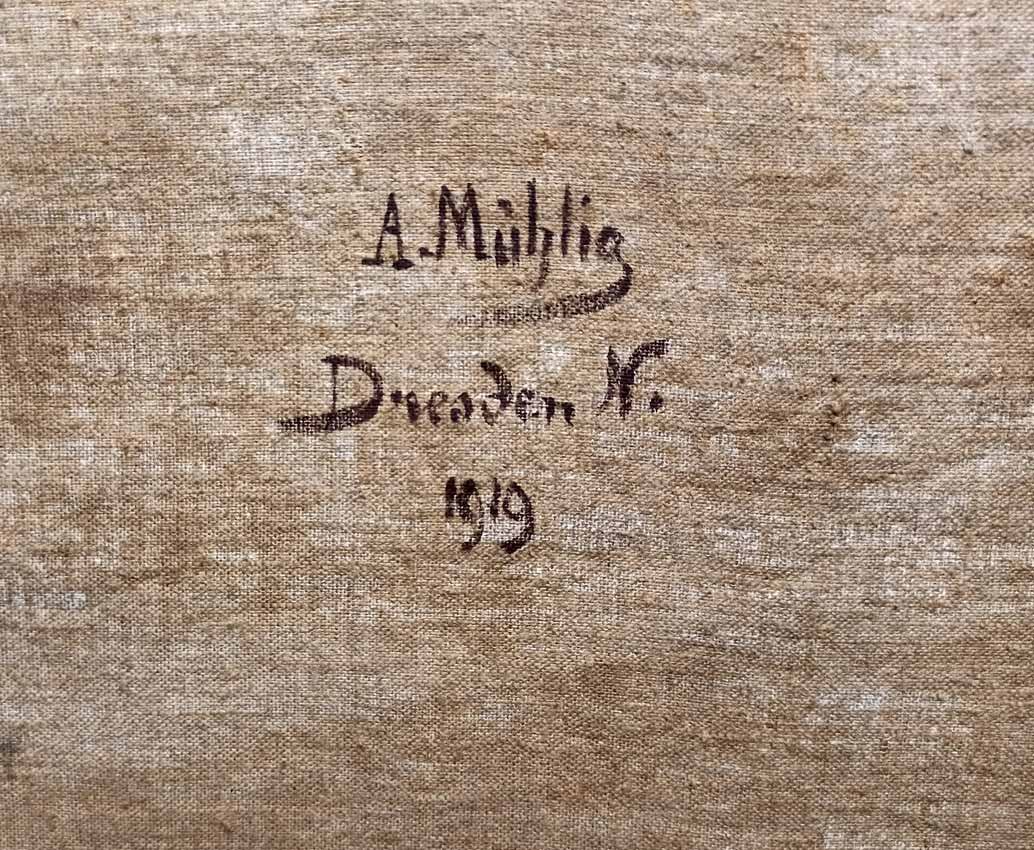 A. Mühlig
Dresden N.
1919